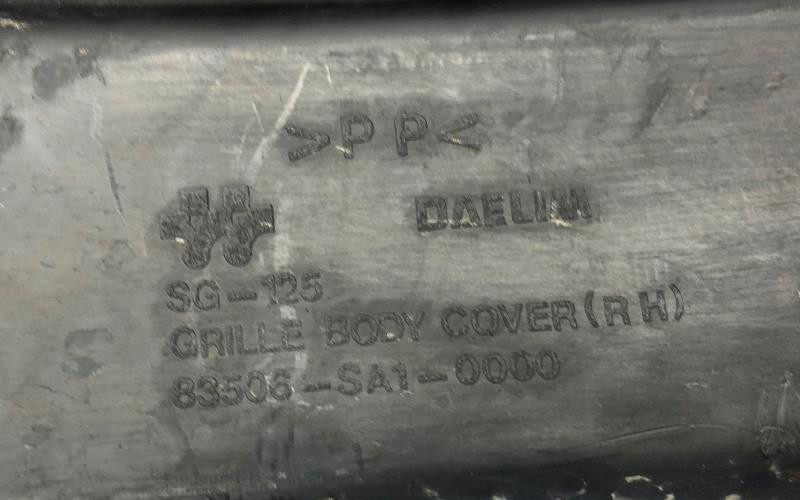 >PP<
DAELIM
SG-125
GRILLE BODY COVER(RH)
83506-SA1-0000